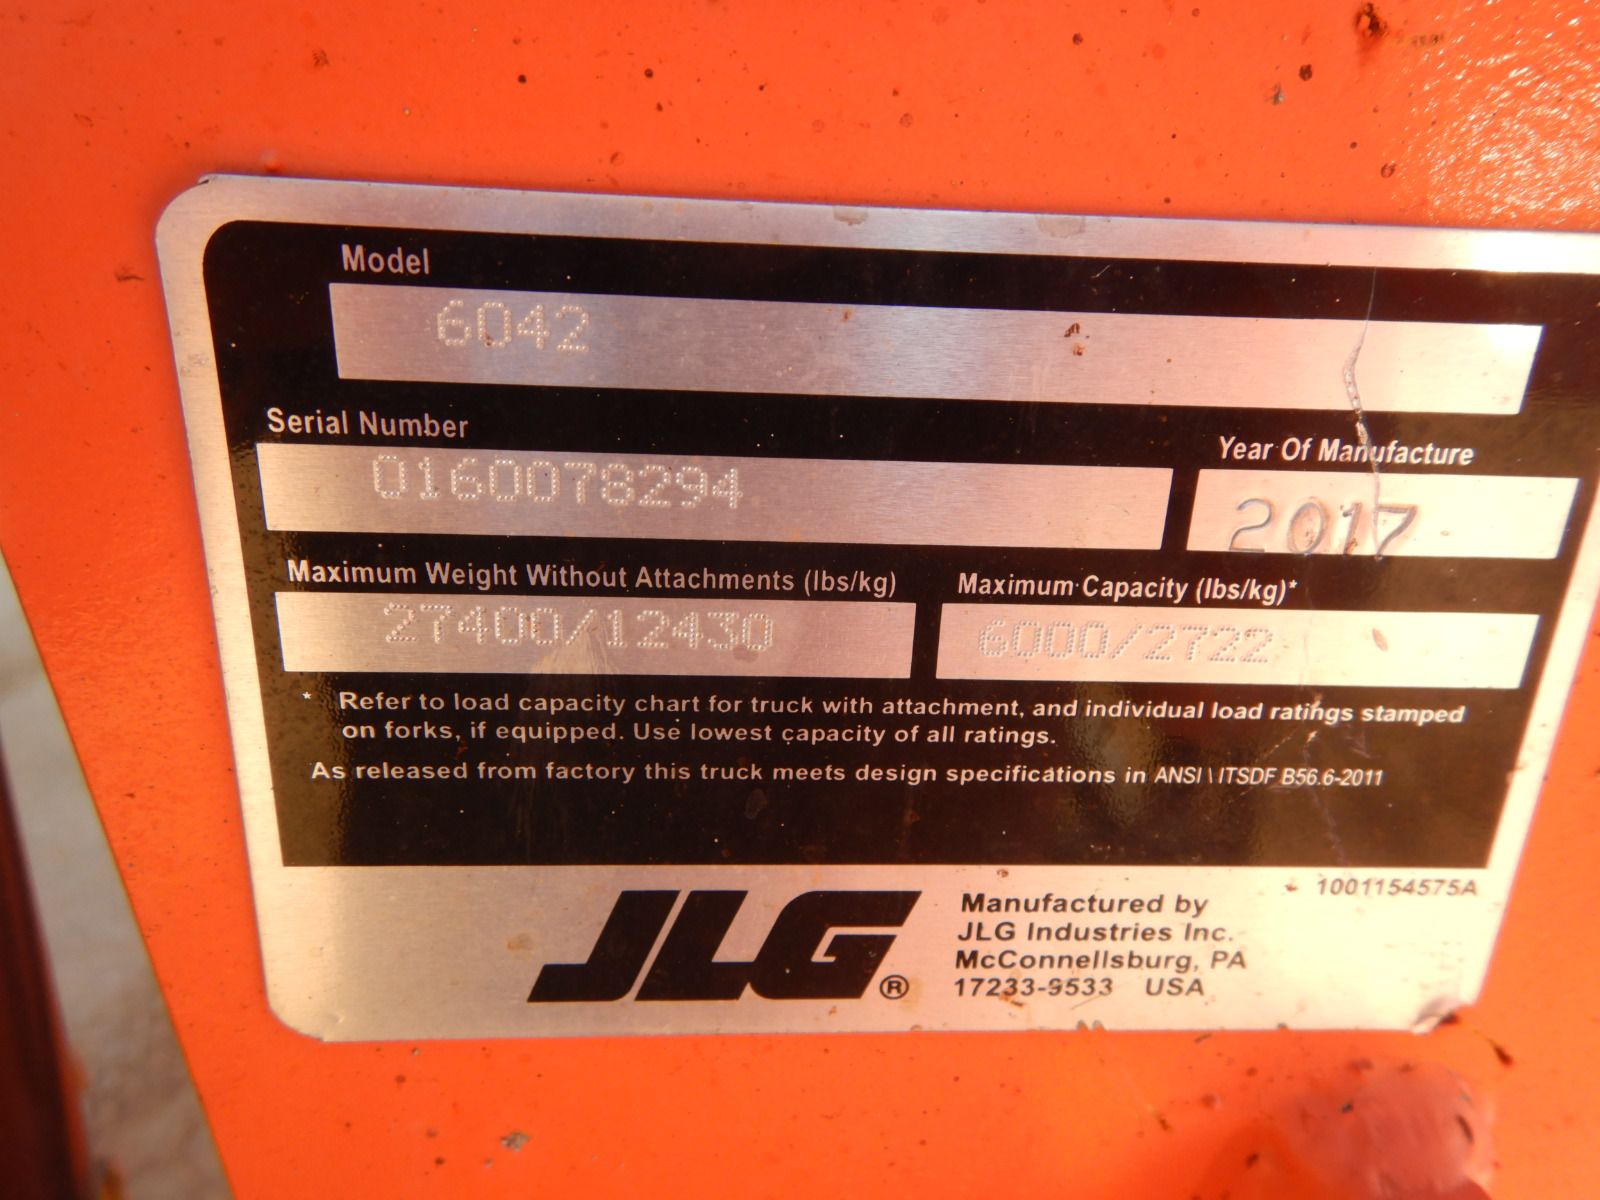 Model
6042
Serial Number
0160078294
Year Of Manufacture
2017
Maximum Weight Without Attachments (lbs/kg)
27400/12430
Maximum Capacity (lbs/kg)*
6000/2722
* Refer to load capacity chart for truck with attachment, and individual load ratings stamped
on forks, if equipped. Use lowest capacity of all ratings.
As released from factory this truck meets design specifications in ANSI \ ITSDF B56.6-2011
1001154575A
JLG®
Manufactured by
JLG Industries Inc.
McConnellsburg, PA
17233-9533 USA